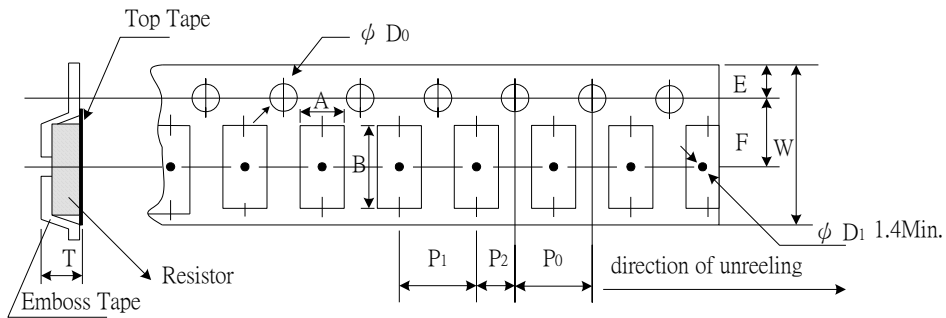 Top Tape
ϕ D0
A
E
F
W
B
ϕ D1 1.4Min.
T
P1
P2
P0
direction of unreeling
Resistor
Emboss Tape